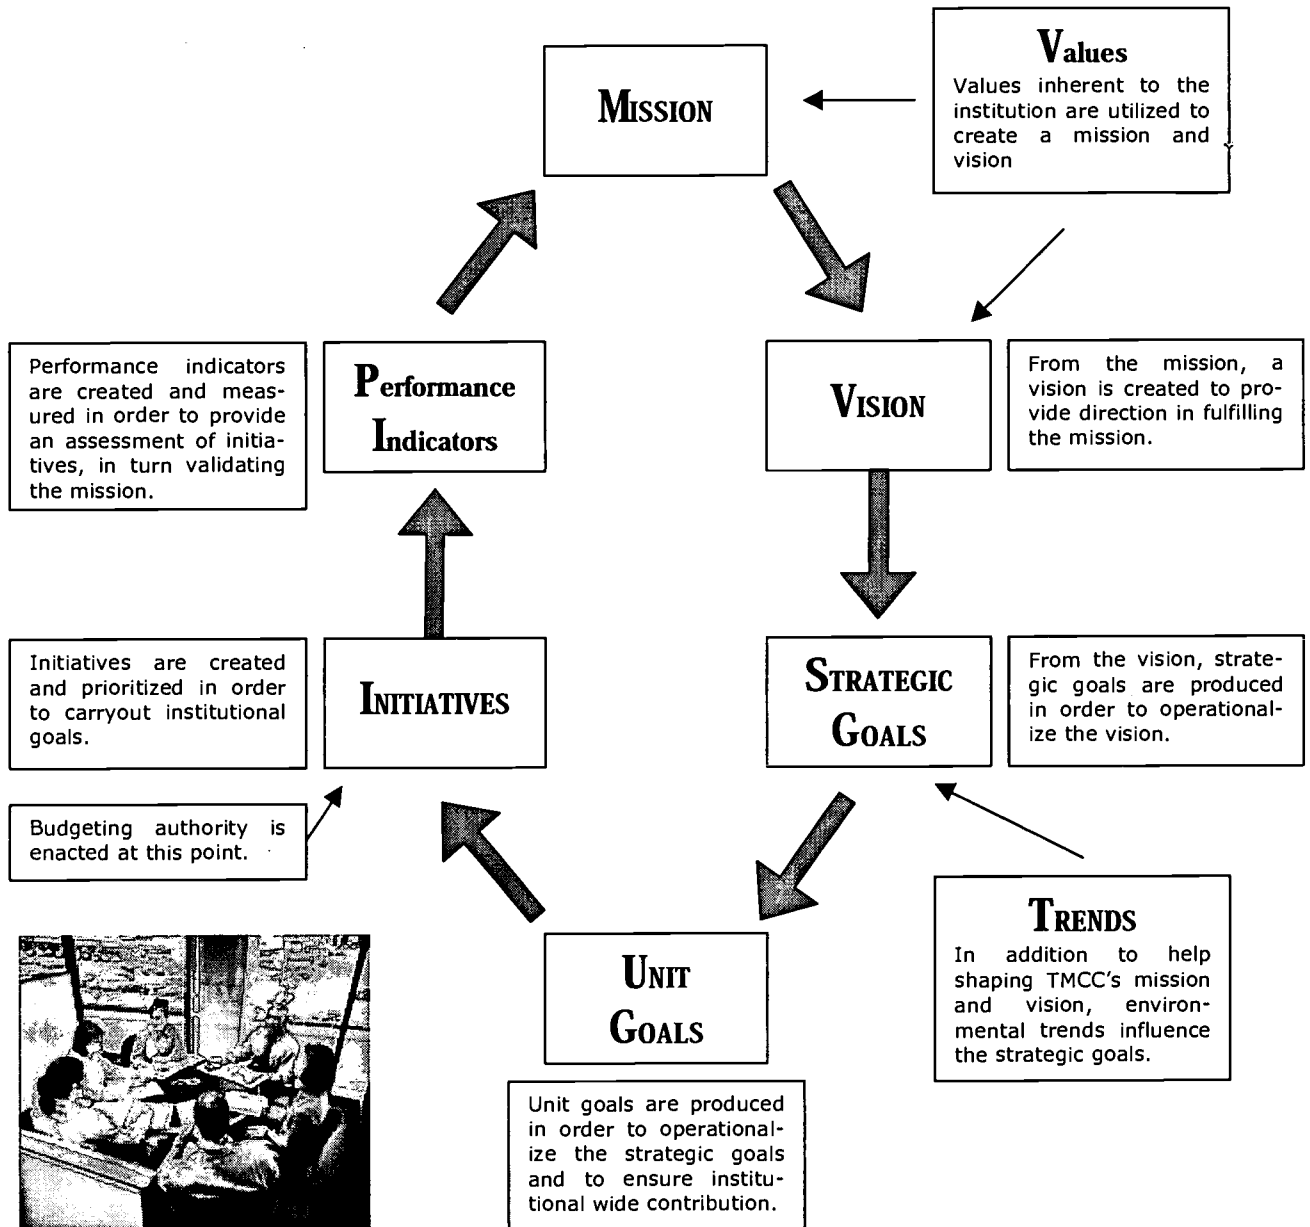 MISSION
Values
Values inherent to the
institution are utilized to
create a mission and
vision
VISION
From the mission, a
vision is created to pro-
vide direction in fulfilling
the mission.
Performance
Indicators
Performance indicators
are created and meas-
ured in order to provide
an assessment of initia-
tives, in turn validating
the mission.
STRATEGIC
GOALS
From the vision, strate-
gic goals are produced
in order to operational-
ize the vision.
INITIATIVES
Initiatives are created
and prioritized in order
to carryout institutional
goals.
Budgeting authority is
enacted at this point.
TRENDS
In addition to help
shaping TMCC's mission
and vision, environ-
mental trends influence
the strategic goals.
UNIT
GOALS
Unit goals are produced
in order to operational-
ize the strategic goals
and to ensure institu-
tional wide contribution.